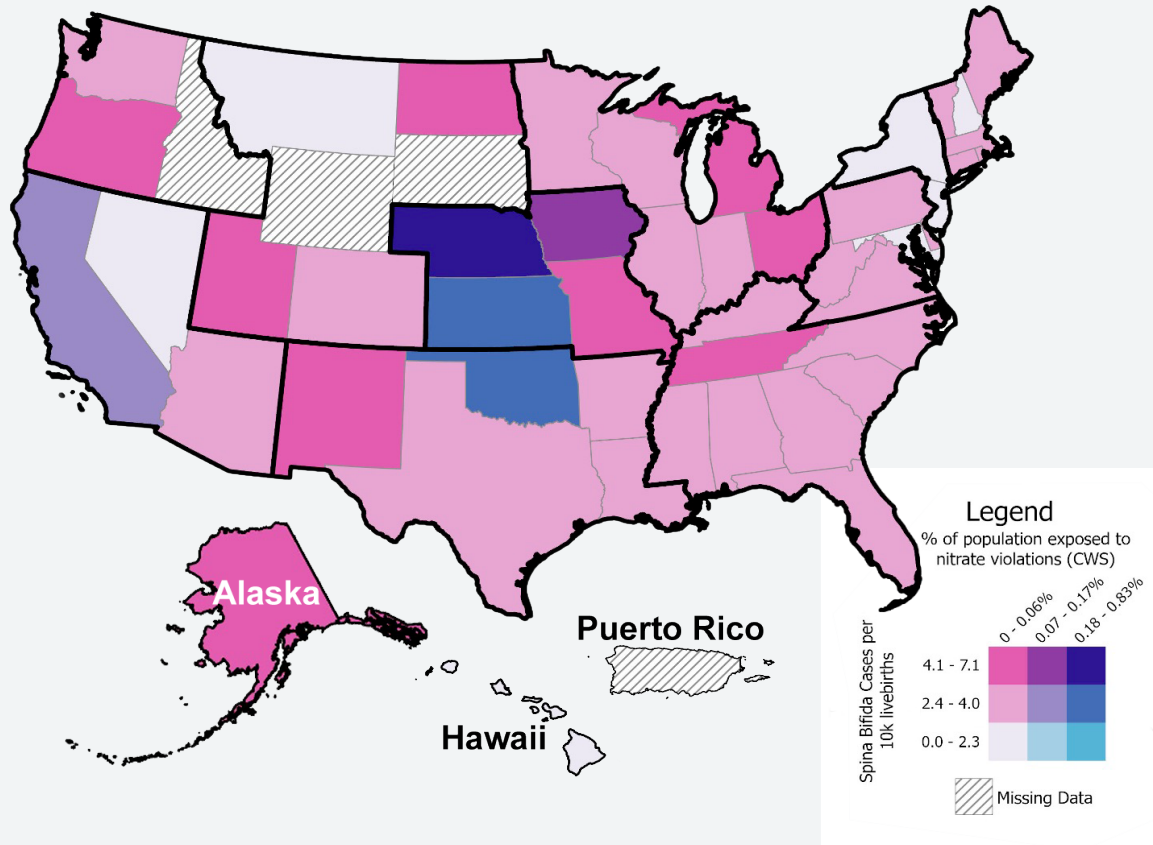 Alaska
Puerto Rico
Hawaii
Legend
% of population exposed to
nitrate violations (CWS)
0 - 0.06%
0.07 - 0.17%
0.18 - 0.83%
Spina Bifida Cases per
10k livebirths
4.1 - 7.1
2.4 - 4.0
0.0 - 2.3
Missing Data